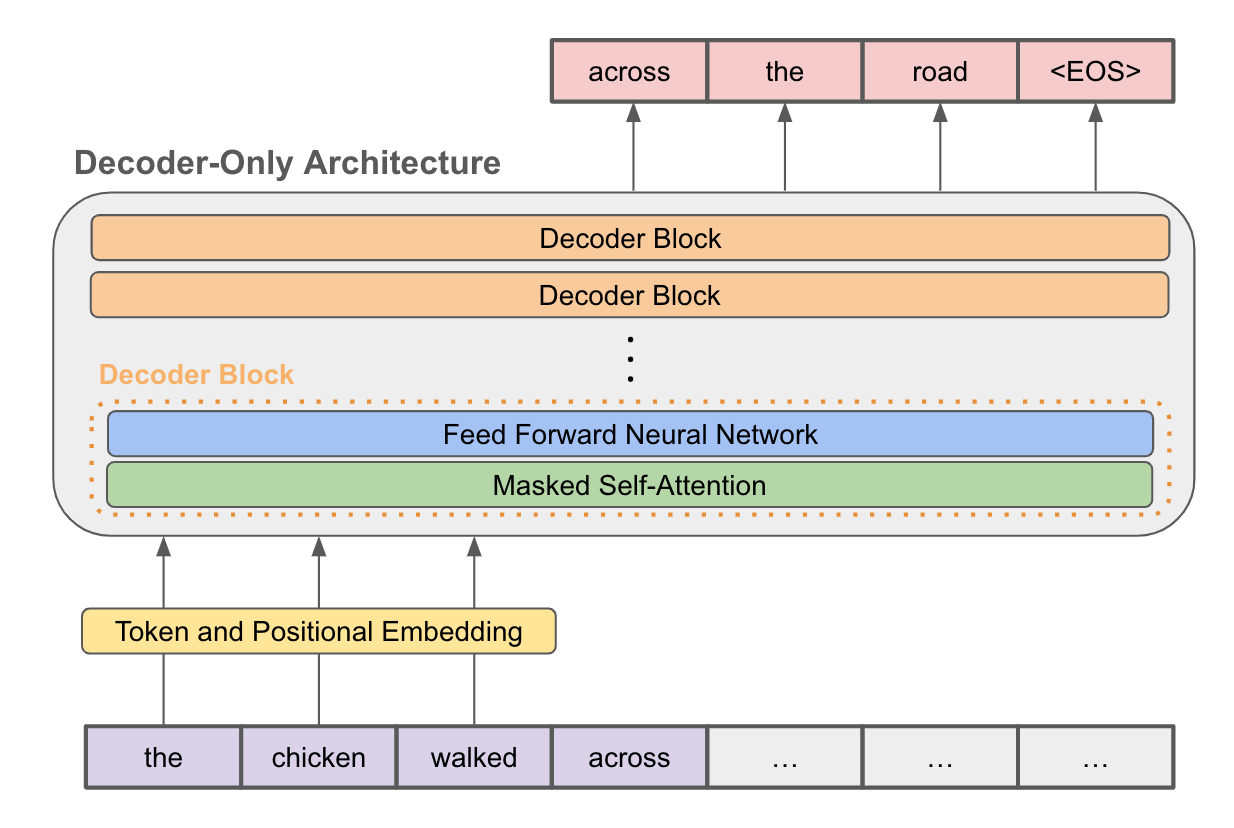 across the road <EOS>
Decoder-Only Architecture
Decoder Block
Decoder Block
Decoder Block
Feed Forward Neural Network
Masked Self-Attention
Token and Positional Embedding
the chicken walked across … … …